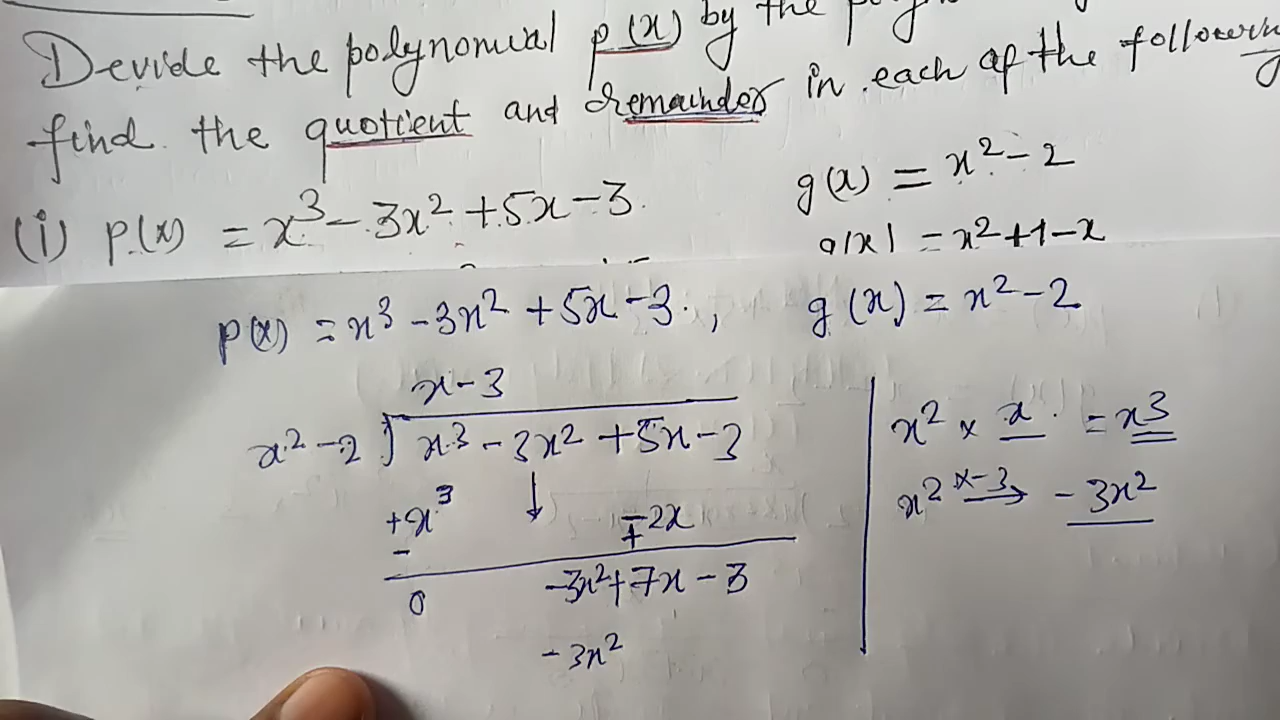 Devide the polynomial p(x) by the
find the quotient and remainder in each of the following
(i) p(x) = x³ - 3x² + 5x - 3
g(x) = x² - 2
g(x) = x² + 1 - x
p(x) = x³ - 3x² + 5x - 3. , g(x) = x² - 2
x - 3
x² - 2 ) x³ - 3x² + 5x - 3
+x³ ↓ -2x
- +
0 -3x² + 7x - 3
-3x²
x² × x = x³
x² ×-3 → -3x²